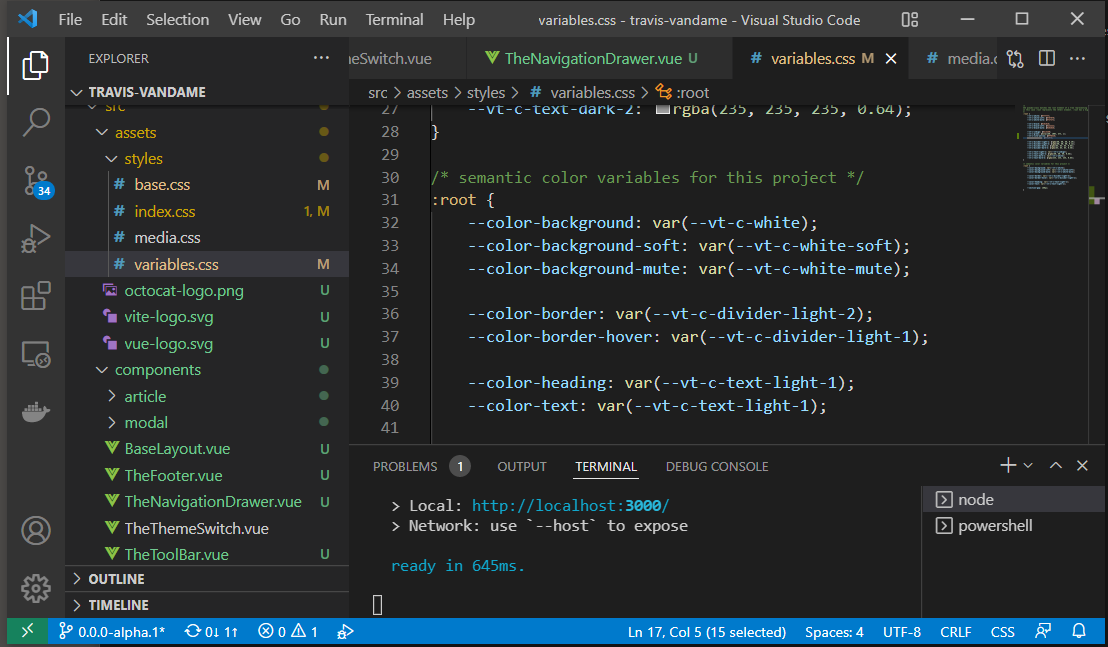 File Edit Selection View Go Run Terminal Help variables.css - travis-vandame - Visual Studio Code
EXPLORER ···
eSwitch.vue TheNavigationDrawer.vue U # variables.css M # media.c
TRAVIS-VANDAME
src > assets > styles > # variables.css > :root
src
assets
styles
# base.css M
# index.css 1, M
# media.css
# variables.css M
octocat-logo.png U
vite-logo.svg U
vue-logo.svg U
components
article
modal
BaseLayout.vue U
TheFooter.vue U
TheNavigationDrawer.vue U
TheThemeSwitch.vue
TheToolBar.vue U
OUTLINE
TIMELINE
34
27 --vt-c-text-dark-2: rgba(235, 235, 235, 0.64);
28 }
29
30 /* semantic color variables for this project */
31 :root {
32 --color-background: var(--vt-c-white);
33 --color-background-soft: var(--vt-c-white-soft);
34 --color-background-mute: var(--vt-c-white-mute);
35
36 --color-border: var(--vt-c-divider-light-2);
37 --color-border-hover: var(--vt-c-divider-light-1);
38
39 --color-heading: var(--vt-c-text-light-1);
40 --color-text: var(--vt-c-text-light-1);
41
PROBLEMS 1 OUTPUT TERMINAL DEBUG CONSOLE
> Local: http://localhost:3000/
> Network: use `--host` to expose
ready in 645ms.
node
powershell
0.0.0-alpha.1* 0↓ 1↑ 0 1 Ln 17, Col 5 (15 selected) Spaces: 4 UTF-8 CRLF CSS